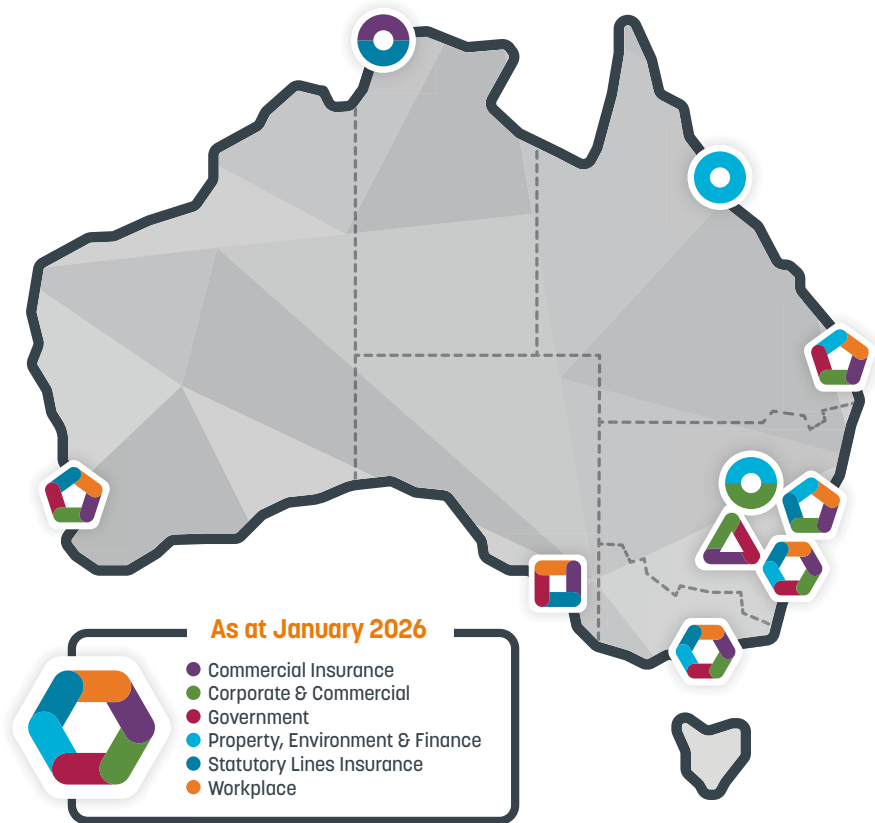 As at January 2026
Commercial Insurance
Corporate & Commercial
Government
Property, Environment & Finance
Statutory Lines Insurance
Workplace